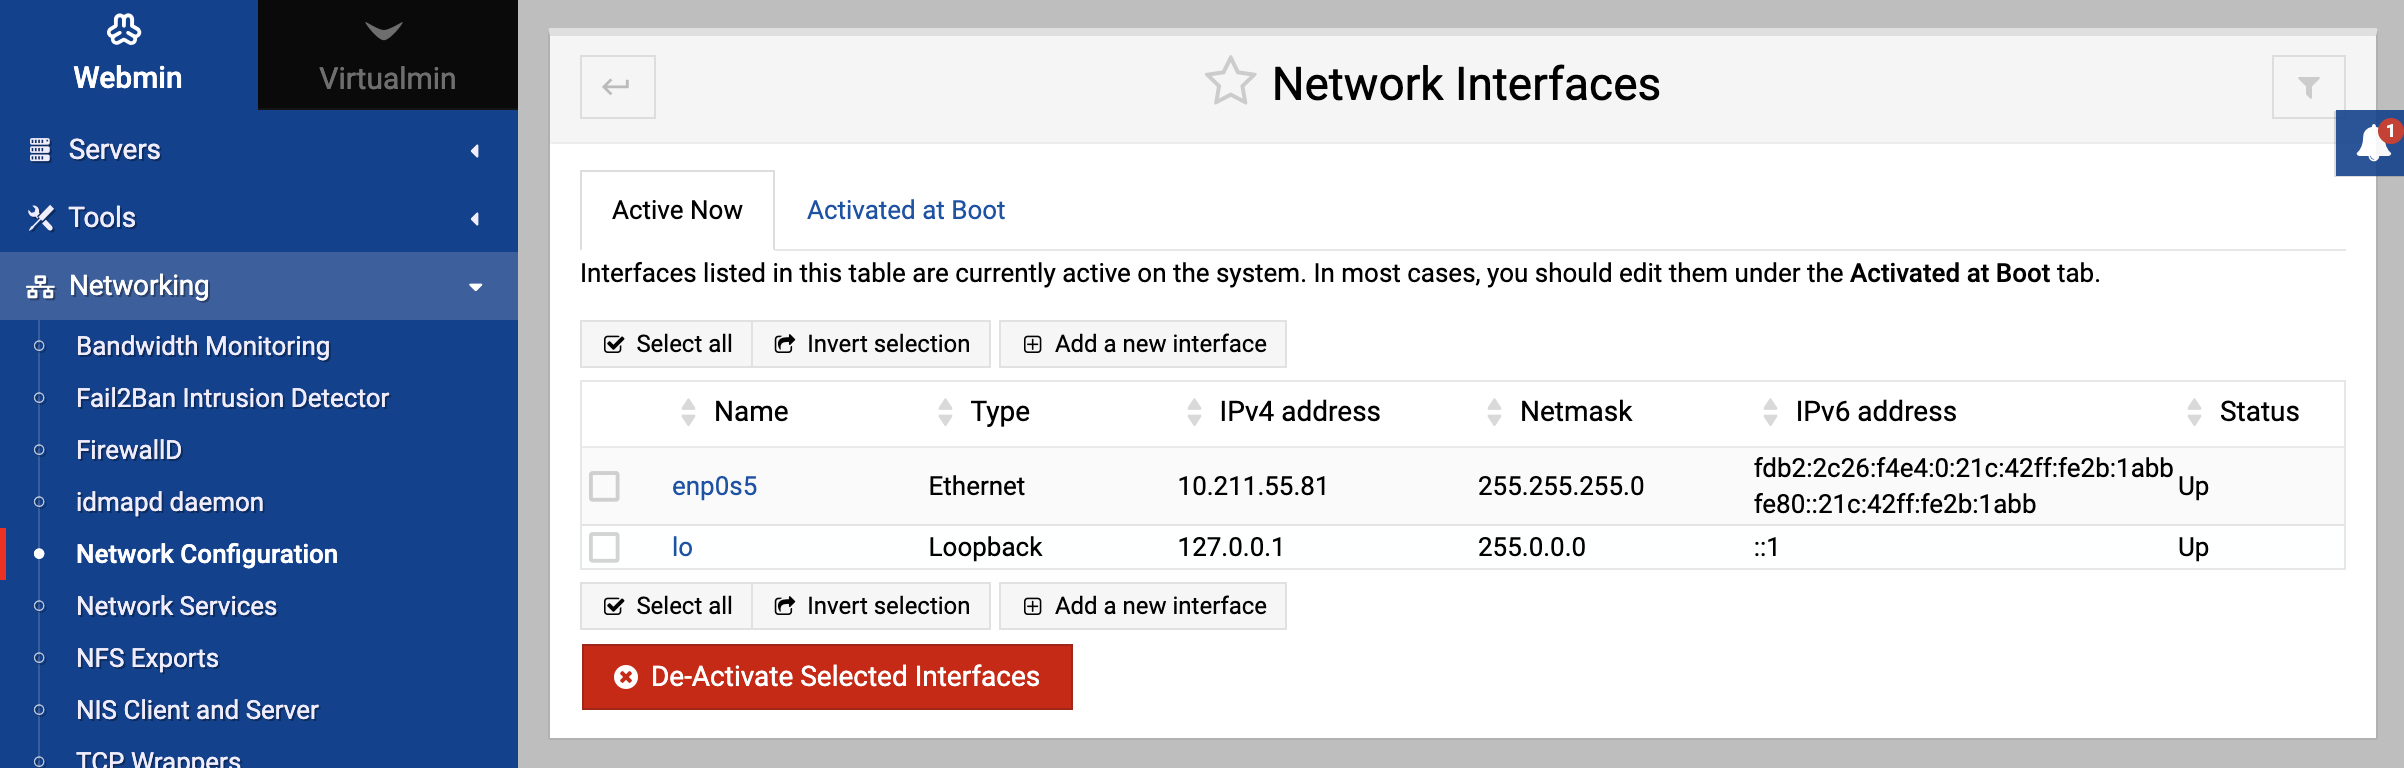 Webmin
Virtualmin
Servers
Tools
Networking
Bandwidth Monitoring
Fail2Ban Intrusion Detector
FirewallD
idmapd daemon
Network Configuration
Network Services
NFS Exports
NIS Client and Server
TCP Wrappers
Network Interfaces
1
Active Now
Activated at Boot
Interfaces listed in this table are currently active on the system. In most cases, you should edit them under the Activated at Boot tab.
Select all
Invert selection
Add a new interface
Name Type IPv4 address Netmask IPv6 address Status
enp0s5 Ethernet 10.211.55.81 255.255.255.0 fdb2:2c26:f4e4:0:21c:42ff:fe2b:1abb Up
fe80::21c:42ff:fe2b:1abb
lo Loopback 127.0.0.1 255.0.0.0 ::1 Up
Select all
Invert selection
Add a new interface
De-Activate Selected Interfaces